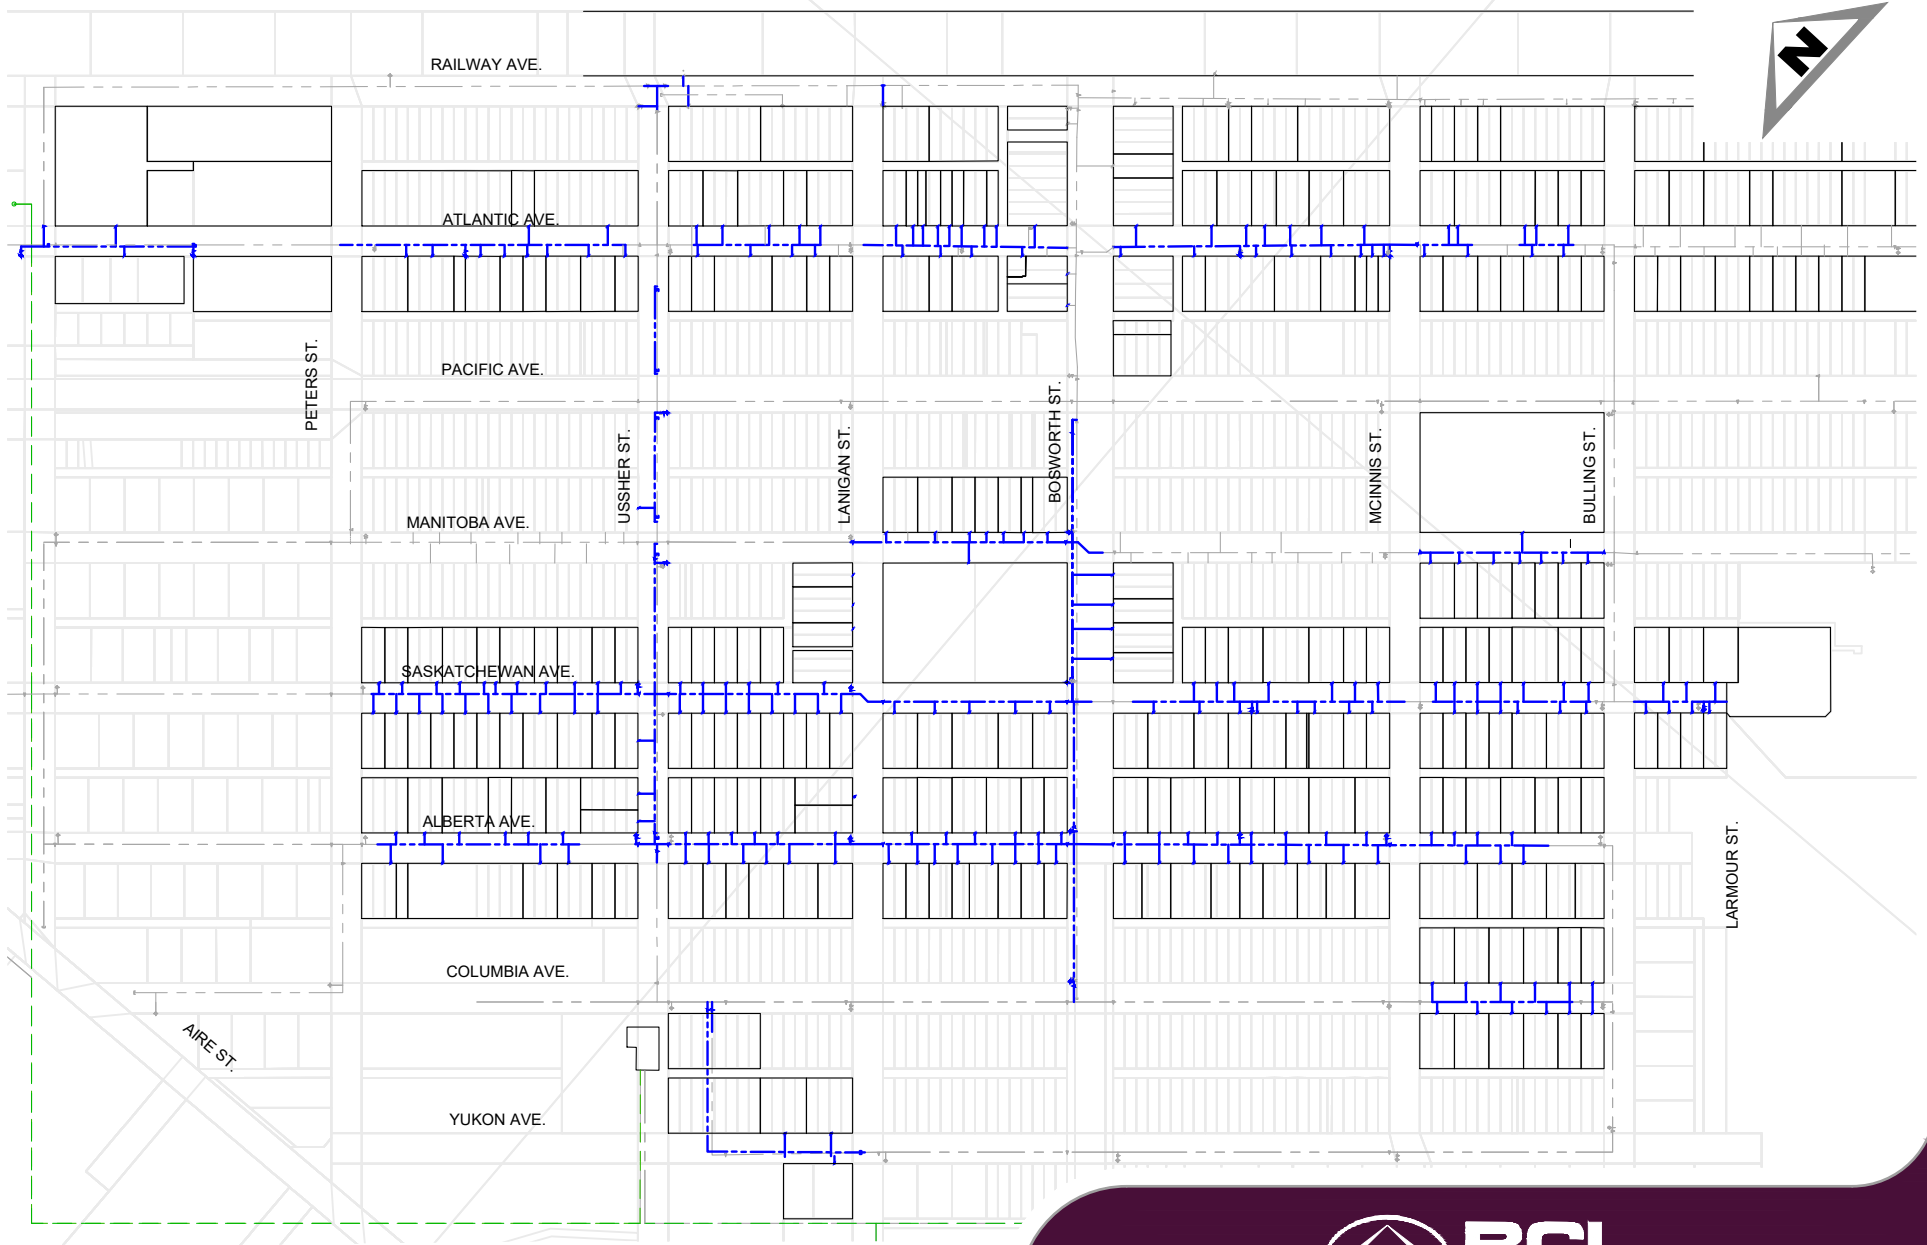 RAILWAY AVE.
N
ATLANTIC AVE.
PETERS ST.
PACIFIC AVE.
USSHER ST.
LANIGAN ST.
BOSWORTH ST.
MCINNIS ST.
BULLING ST.
MANITOBA AVE.
SASKATCHEWAN AVE.
ALBERTA AVE.
LARMOUR ST.
COLUMBIA AVE.
AIRE ST.
YUKON AVE.